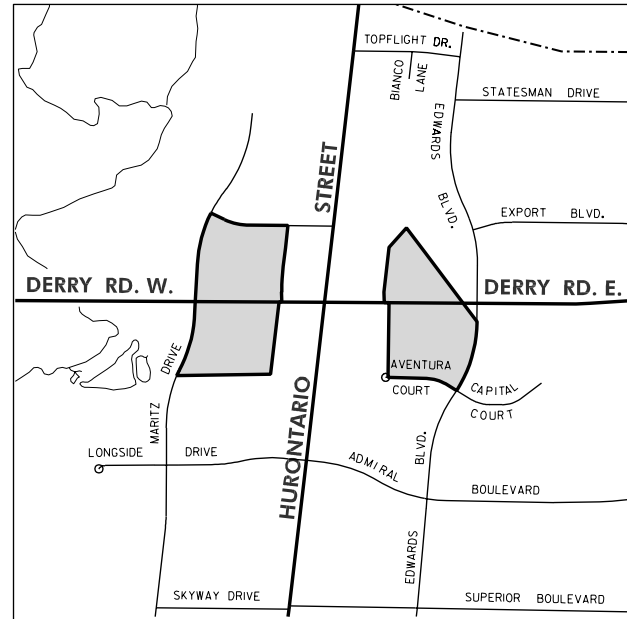 TOPFLIGHT DR.
BIANCO
LANE
STATESMAN DRIVE
EDWARDS
BLVD.
EXPORT BLVD.
HURONTARIO
STREET
DERRY RD. W.
DERRY RD. E.
AVENTURA
COURT
CAPITAL
COURT
MARITZ
DRIVE
LONGSIDE
DRIVE
ADMIRAL
BOULEVARD
EDWARDS
BLVD.
SKYWAY DRIVE
SUPERIOR BOULEVARD